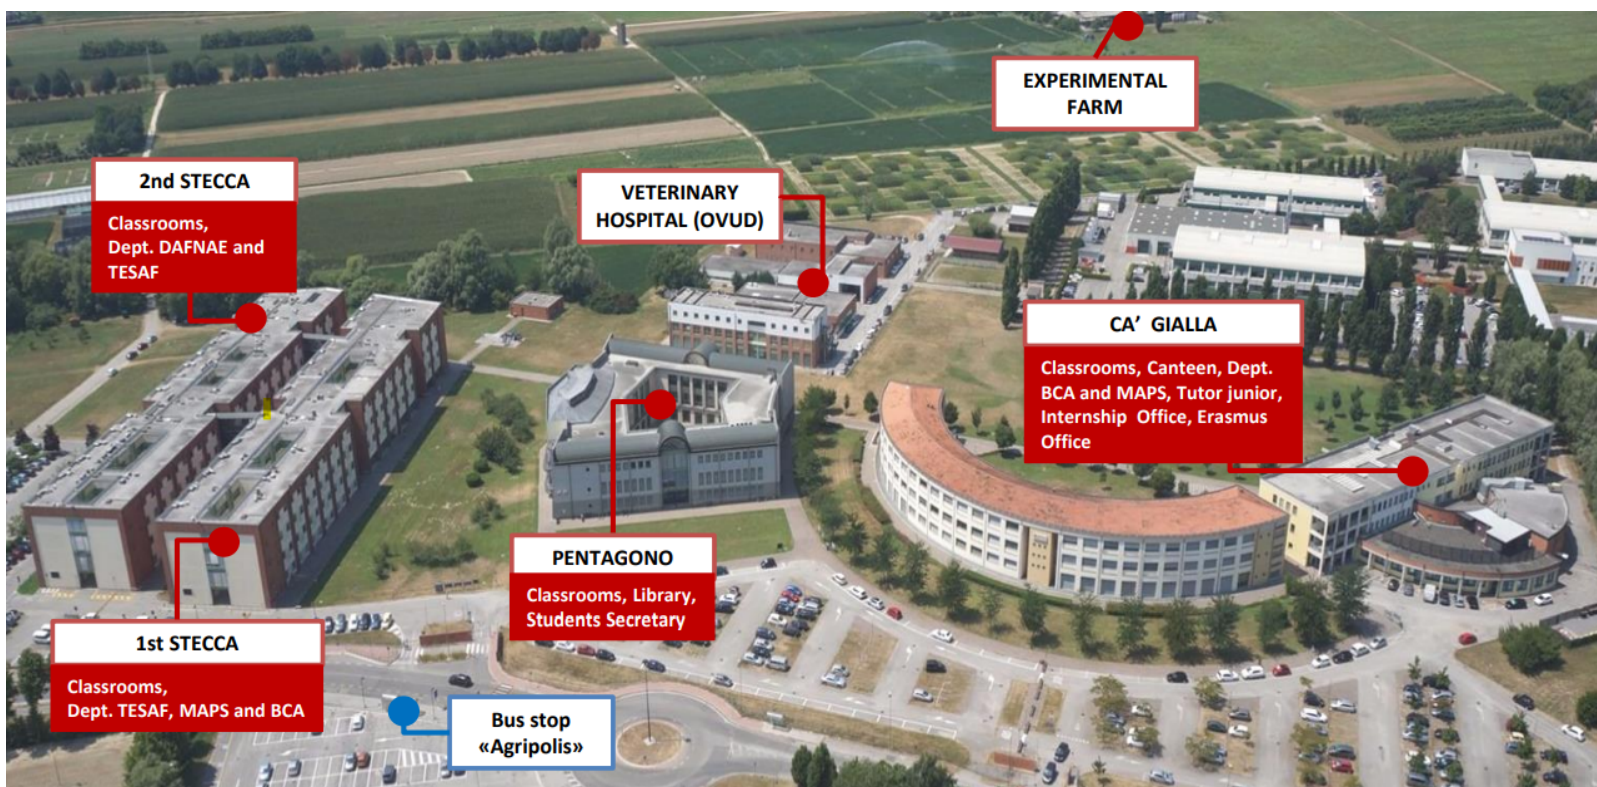 EXPERIMENTAL
FARM
2nd STECCA
Classrooms,
Dept. DAFNAE and
TESAF
VETERINARY
HOSPITAL (OVUD)
CA’ GIALLA
Classrooms, Canteen, Dept.
BCA and MAPS, Tutor junior,
Internship Office, Erasmus
Office
PENTAGONO
Classrooms, Library,
Students Secretary
1st STECCA
Classrooms,
Dept. TESAF, MAPS and BCA
Bus stop
«Agripolis»